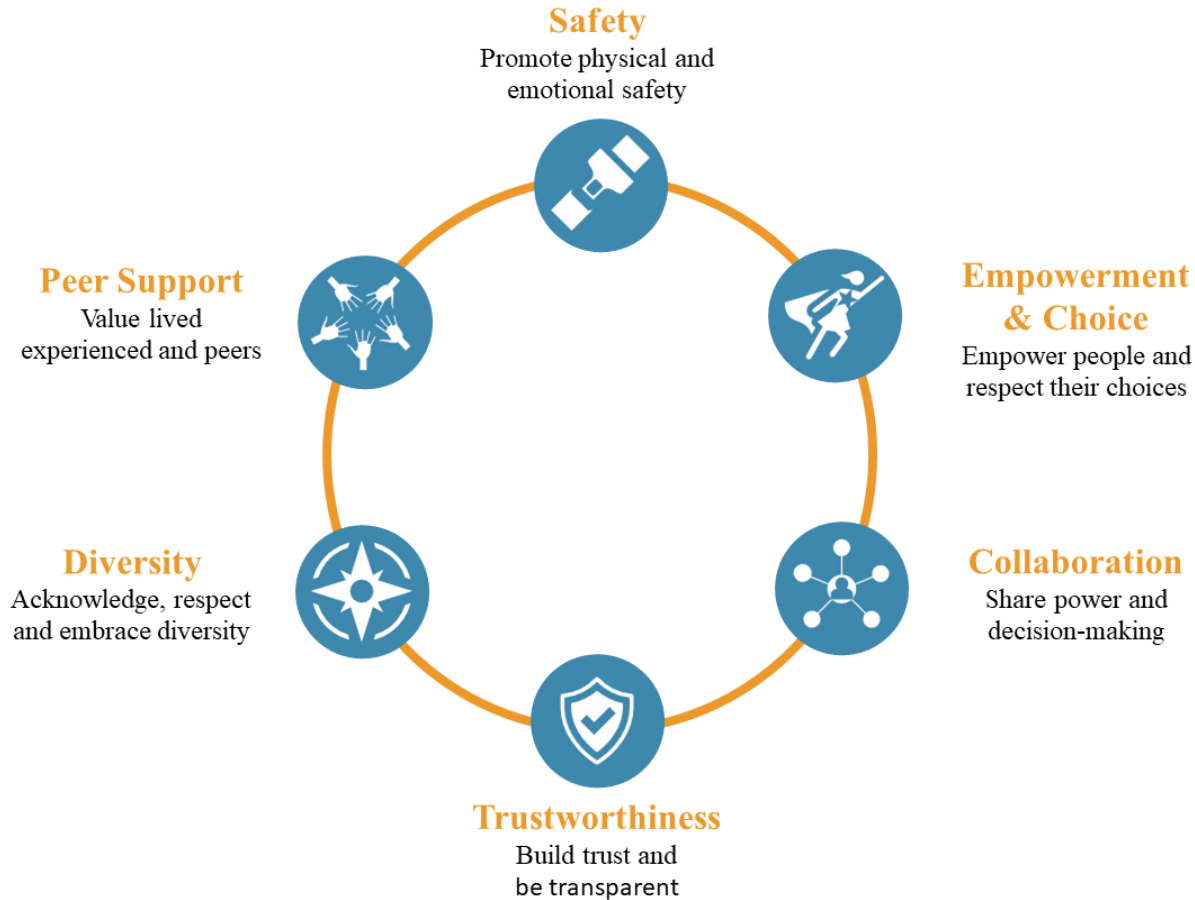 Safety
Promote physical and
emotional safety
Empowerment
& Choice
Empower people and
respect their choices
Collaboration
Share power and
decision-making
Trustworthiness
Build trust and
be transparent
Diversity
Acknowledge, respect
and embrace diversity
Peer Support
Value lived
experienced and peers